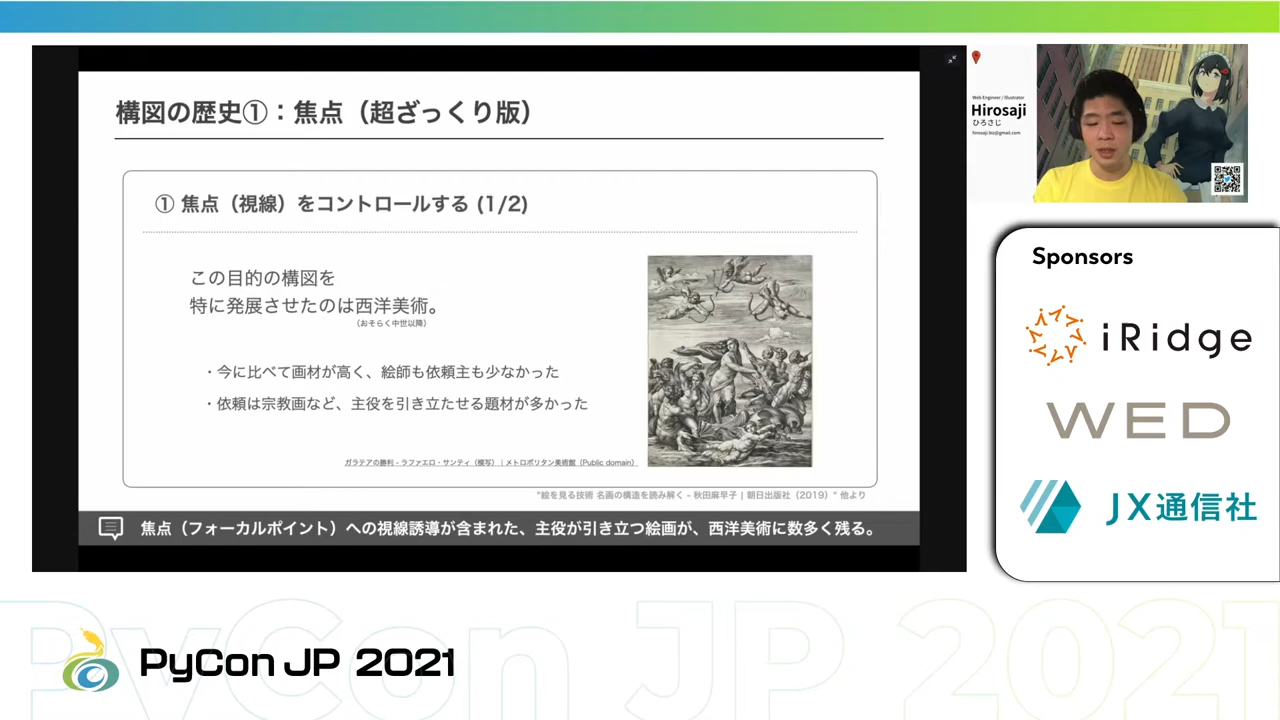 構図の歴史①：焦点（超ざっくり版）
① 焦点（視線）をコントロールする (1/2)
この目的の構図を
特に発展させたのは西洋美術。
（おそらく中世以降）
・今に比べて画材が高く、絵師も依頼主も少なかった
・依頼は宗教画など、主役を引き立たせる題材が多かった
ガラテアの勝利 - ラファエロ・サンティ（模写）｜メトロポリタン美術館（Public domain）
"絵を見る技術 名画の構造を読み解く - 秋田麻早子｜朝日出版社（2019）" 他より
焦点（フォーカルポイント）への視線誘導が含まれた、主役が引き立つ絵画が、西洋美術に数多く残る。
Web Engineer / Illustrator
Hirosaji
ひろさじ
hirosaji.biz@gmail.com
Sponsors
iRidge
WED
JX通信社
PyCon JP 2021
PyCon JP 2021